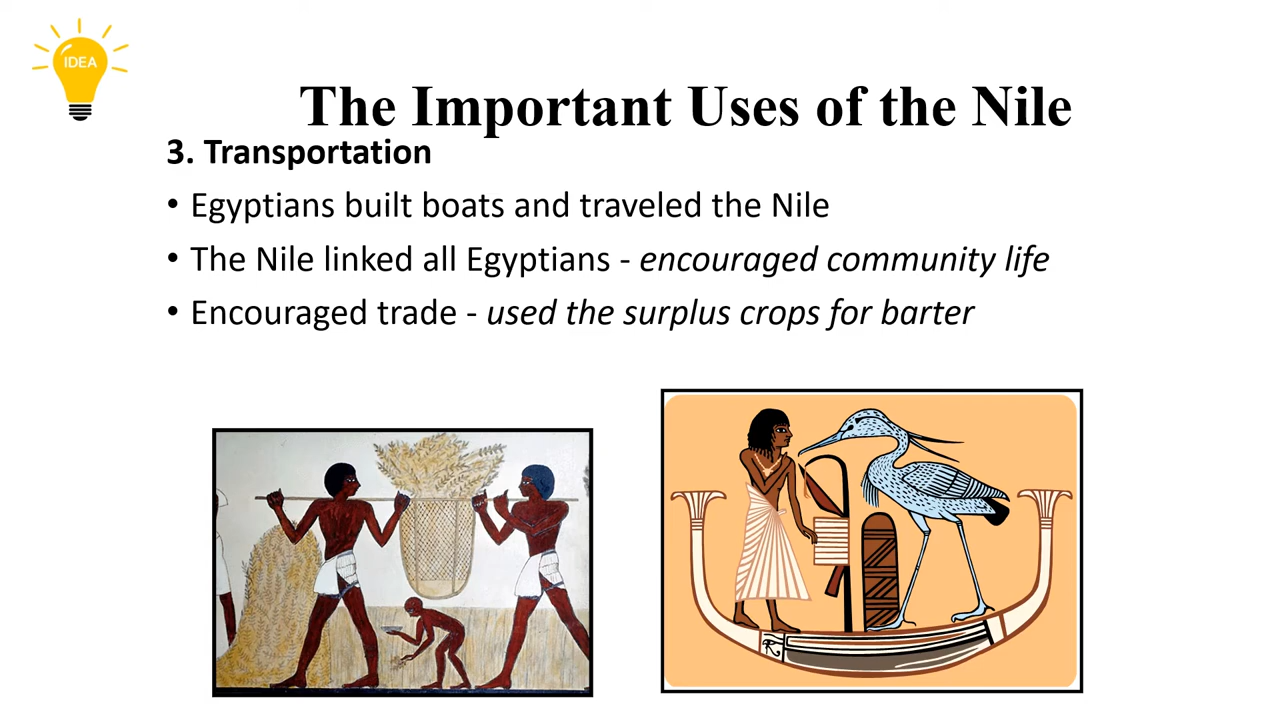 IDEA
The Important Uses of the Nile
3. Transportation
• Egyptians built boats and traveled the Nile
• The Nile linked all Egyptians - encouraged community life
• Encouraged trade - used the surplus crops for barter